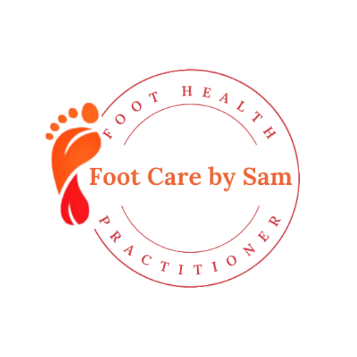 FOOT HEALTH
Foot Care by Sam
PRACTITIONER